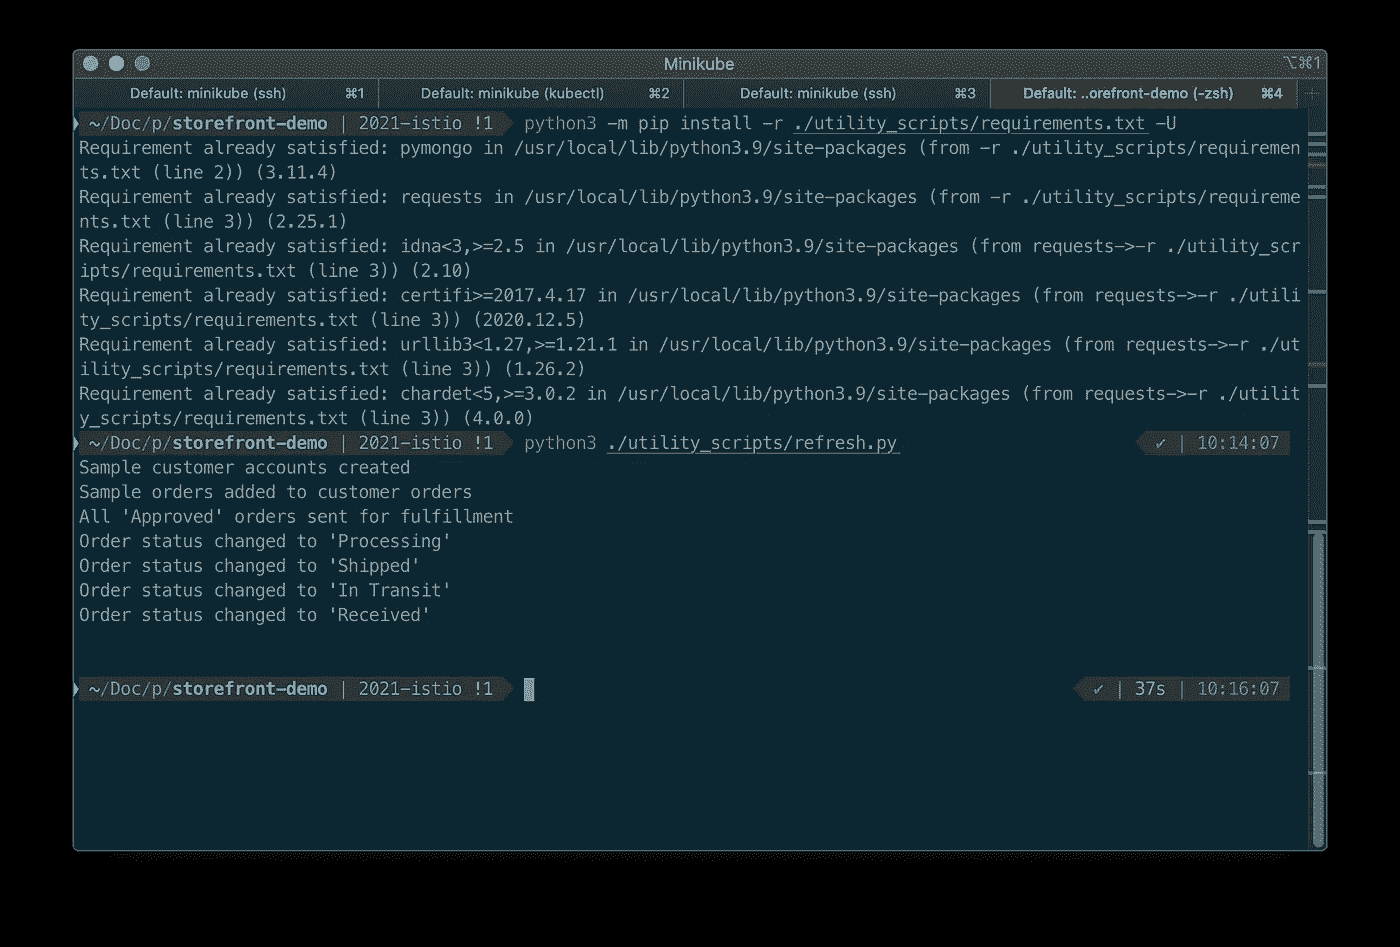 Minikube
⌥⌘1
Default: minikube (ssh) ⌘1 Default: minikube (kubectl) ⌘2 Default: minikube (ssh) ⌘3 Default: ..orefront-demo (-zsh) ⌘4 +
~/Doc/p/storefront-demo | 2021-istio !1 python3 -m pip install -r ./utility_scripts/requirements.txt -U
Requirement already satisfied: pymongo in /usr/local/lib/python3.9/site-packages (from -r ./utility_scripts/requiremen
ts.txt (line 2)) (3.11.4)
Requirement already satisfied: requests in /usr/local/lib/python3.9/site-packages (from -r ./utility_scripts/requireme
nts.txt (line 3)) (2.25.1)
Requirement already satisfied: idna<3,>=2.5 in /usr/local/lib/python3.9/site-packages (from requests->-r ./utility_scr
ipts/requirements.txt (line 3)) (2.10)
Requirement already satisfied: certifi>=2017.4.17 in /usr/local/lib/python3.9/site-packages (from requests->-r ./utili
ty_scripts/requirements.txt (line 3)) (2020.12.5)
Requirement already satisfied: urllib3<1.27,>=1.21.1 in /usr/local/lib/python3.9/site-packages (from requests->-r ./ut
ility_scripts/requirements.txt (line 3)) (1.26.2)
Requirement already satisfied: chardet<5,>=3.0.2 in /usr/local/lib/python3.9/site-packages (from requests->-r ./utilit
y_scripts/requirements.txt (line 3)) (4.0.0)
~/Doc/p/storefront-demo | 2021-istio !1 python3 ./utility_scripts/refresh.py ✓ | 10:14:07
Sample customer accounts created
Sample orders added to customer orders
All 'Approved' orders sent for fulfillment
Order status changed to 'Processing'
Order status changed to 'Shipped'
Order status changed to 'In Transit'
Order status changed to 'Received'
~/Doc/p/storefront-demo | 2021-istio !1 ✓ | 37s | 10:16:07